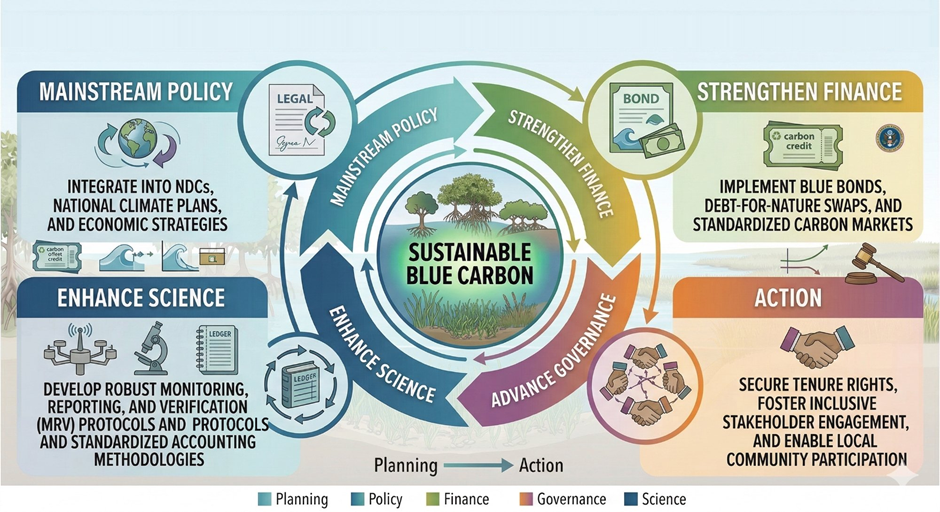 MAINSTREAM POLICY
INTEGRATE INTO NDCs,
NATIONAL CLIMATE PLANS,
AND ECONOMIC STRATEGIES
carbon
offset
credit
LEGAL
MAINSTREAM POLICY
STRENGTHEN FINANCE
BOND
STRENGTHEN FINANCE
carbon
credit
IMPLEMENT BLUE BONDS,
DEBT-FOR-NATURE SWAPS, AND
STANDARDIZED CARBON MARKETS
SUSTAINABLE
BLUE CARBON
ENHANCE SCIENCE
LEDGER
DEVELOP ROBUST MONITORING,
REPORTING, AND VERIFICATION
(MRV) PROTOCOLS AND PROTOCOLS
AND STANDARDIZED ACCOUNTING
METHODOLOGIES
LEDGER
ENHANCE SCIENCE
ADVANCE GOVERNANCE
ACTION
SECURE TENURE RIGHTS,
FOSTER INCLUSIVE
STAKEHOLDER ENGAGEMENT,
AND ENABLE LOCAL
COMMUNITY PARTICIPATION
Planning Action
Planning Policy Finance Governance Science